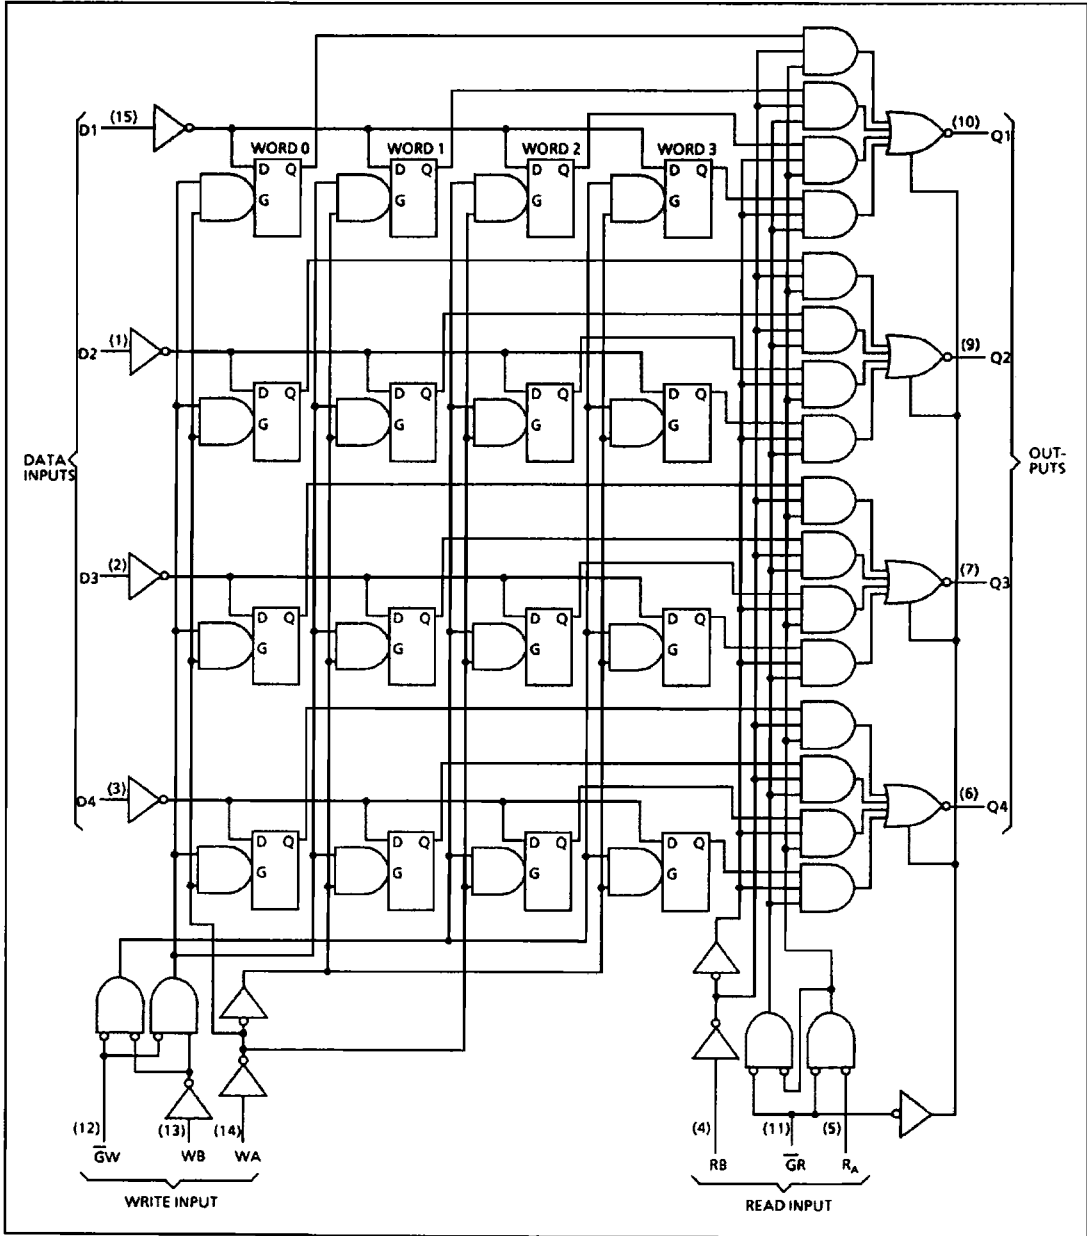 (15)
D1
WORD 0
WORD 1
WORD 2
WORD 3
D Q
D Q
D Q
D Q
G
G
G
G
(10)
Q1
(1)
D2
D Q
D Q
D Q
D Q
G
G
G
G
(9)
Q2
DATA
INPUTS
OUT-
PUTS
(2)
D3
D Q
D Q
D Q
D Q
G
G
G
G
(7)
Q3
(3)
D4
D Q
D Q
D Q
D Q
G
G
G
G
(6)
Q4
(12)
(13)
(14)
(4)
(11)
(5)
G̅W
WB
WA
RB
G̅R
RA
WRITE INPUT
READ INPUT